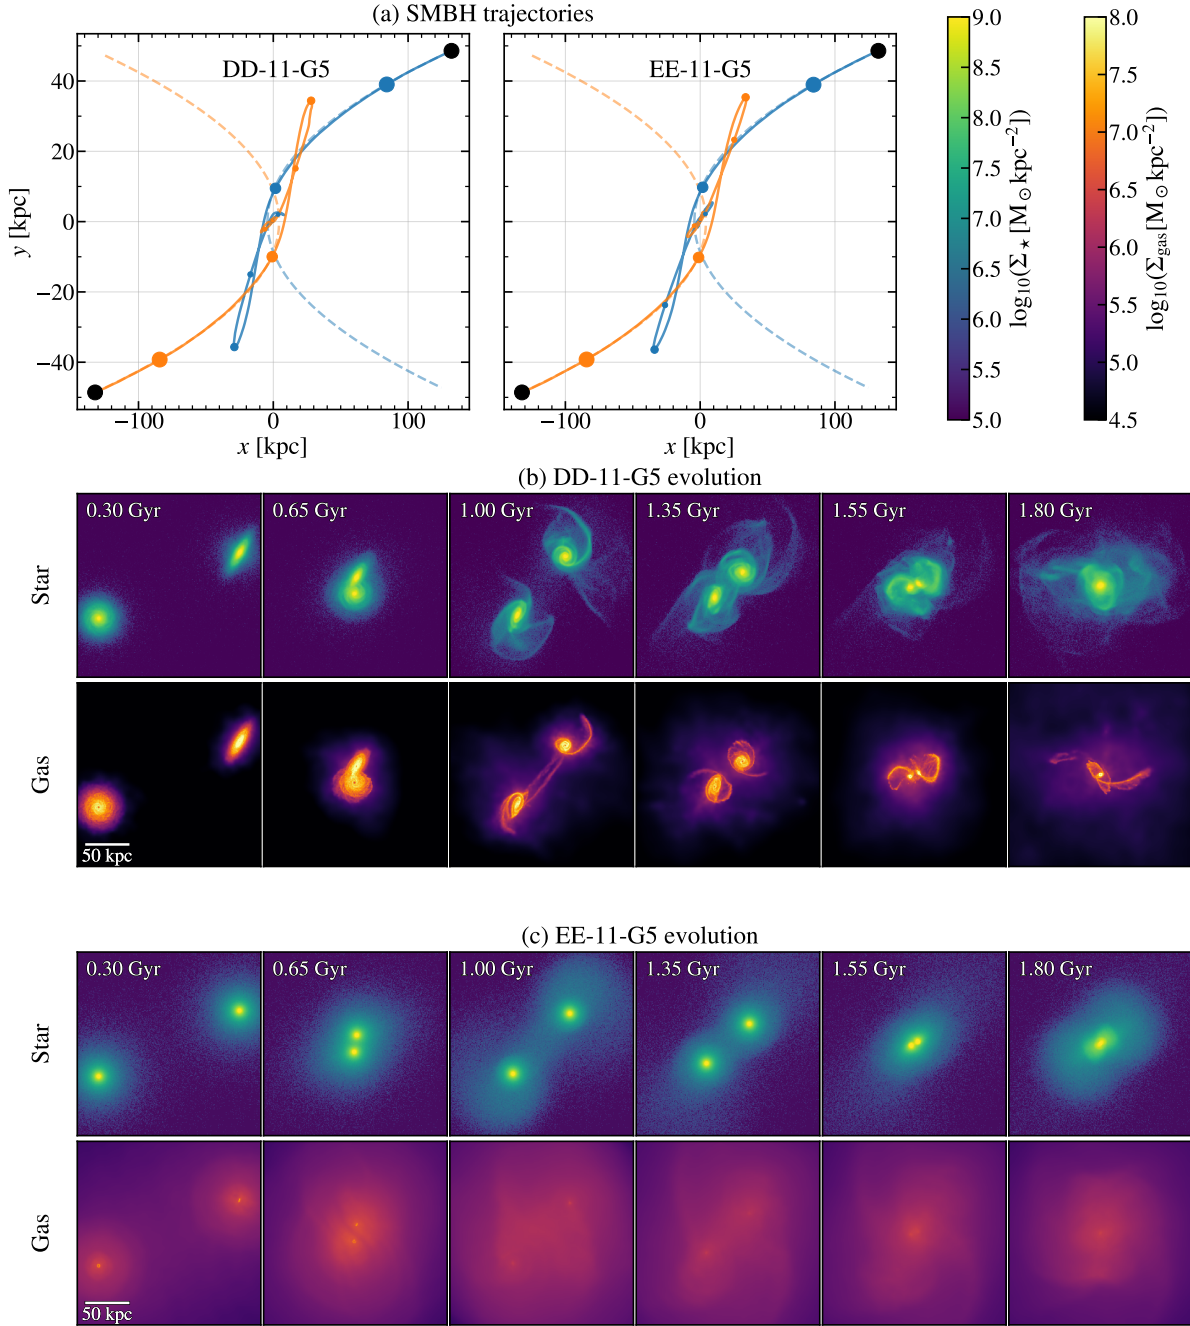 (a) SMBH trajectories
DD-11-G5
EE-11-G5
40
20
0
−20
−40
y [kpc]
−100 0 100
x [kpc]
−100 0 100
x [kpc]
9.0
8.5
8.0
7.5
7.0
6.5
6.0
5.5
5.0
log₁₀(Σ⋆[M⊙kpc⁻²])
8.0
7.5
7.0
6.5
6.0
5.5
5.0
4.5
log₁₀(Σgas[M⊙kpc⁻²])
(b) DD-11-G5 evolution
Star
0.30 Gyr 0.65 Gyr 1.00 Gyr 1.35 Gyr 1.55 Gyr 1.80 Gyr
Gas
50 kpc
(c) EE-11-G5 evolution
Star
0.30 Gyr 0.65 Gyr 1.00 Gyr 1.35 Gyr 1.55 Gyr 1.80 Gyr
Gas
50 kpc